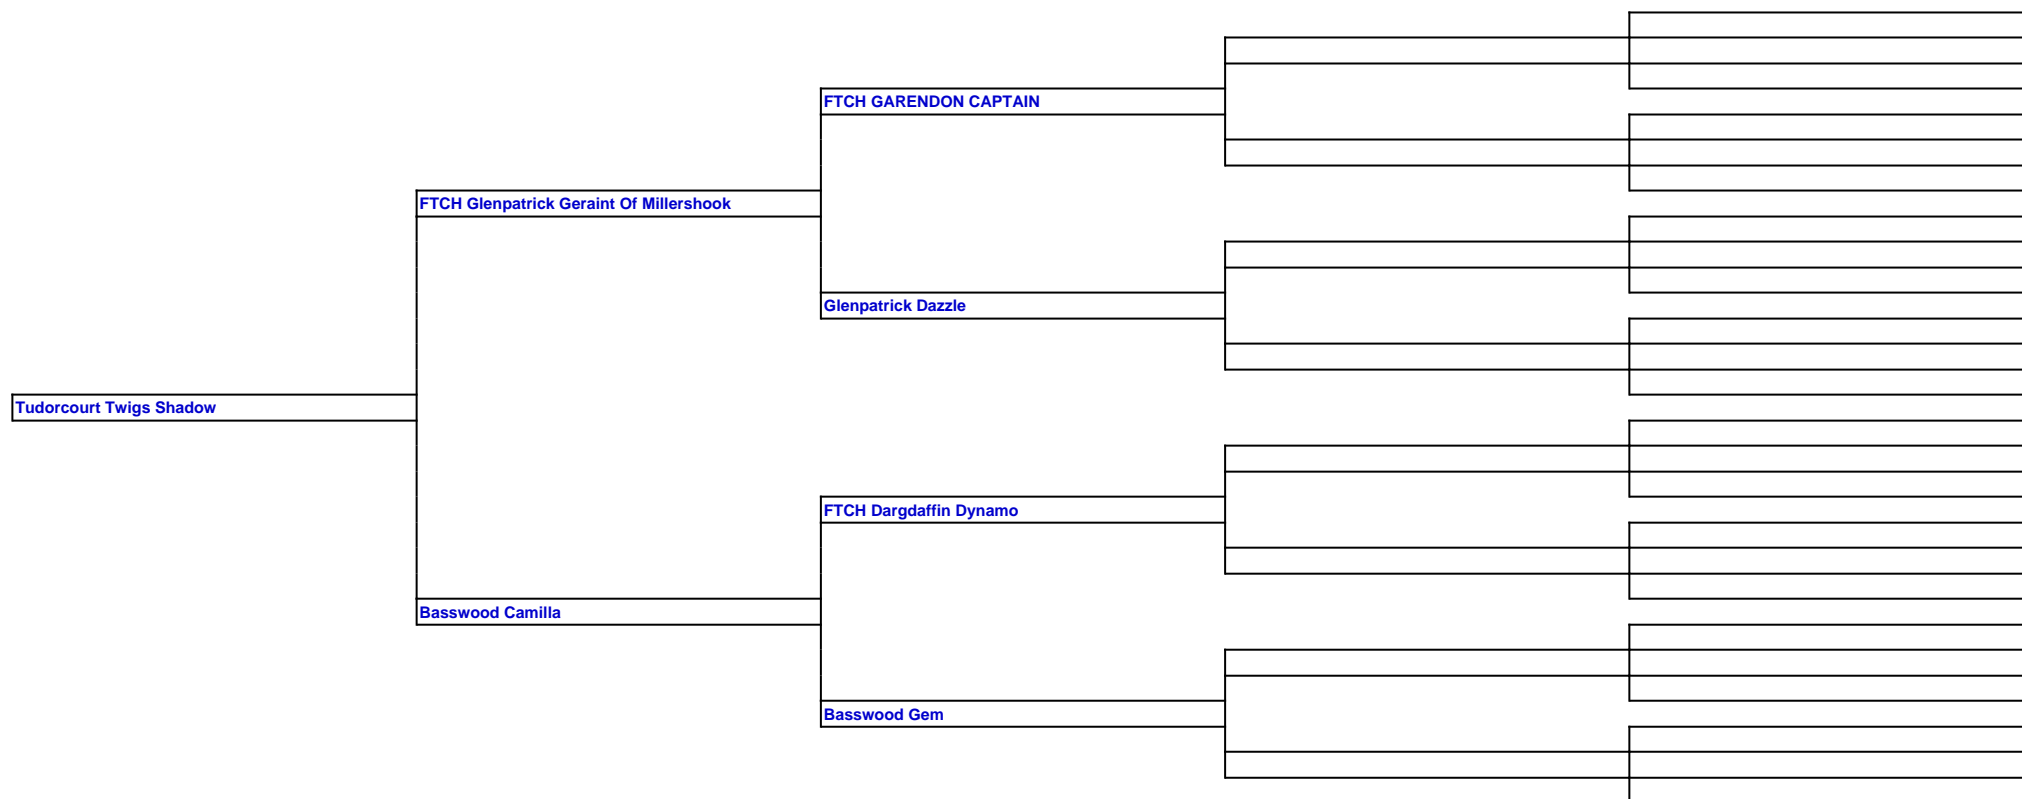 FTCH GARENDON CAPTAIN
FTCH Glenpatrick Geraint Of Millershook
Glenpatrick Dazzle
Tudorcourt Twigs Shadow
FTCH Dargdaffin Dynamo
Basswood Camilla
Basswood Gem